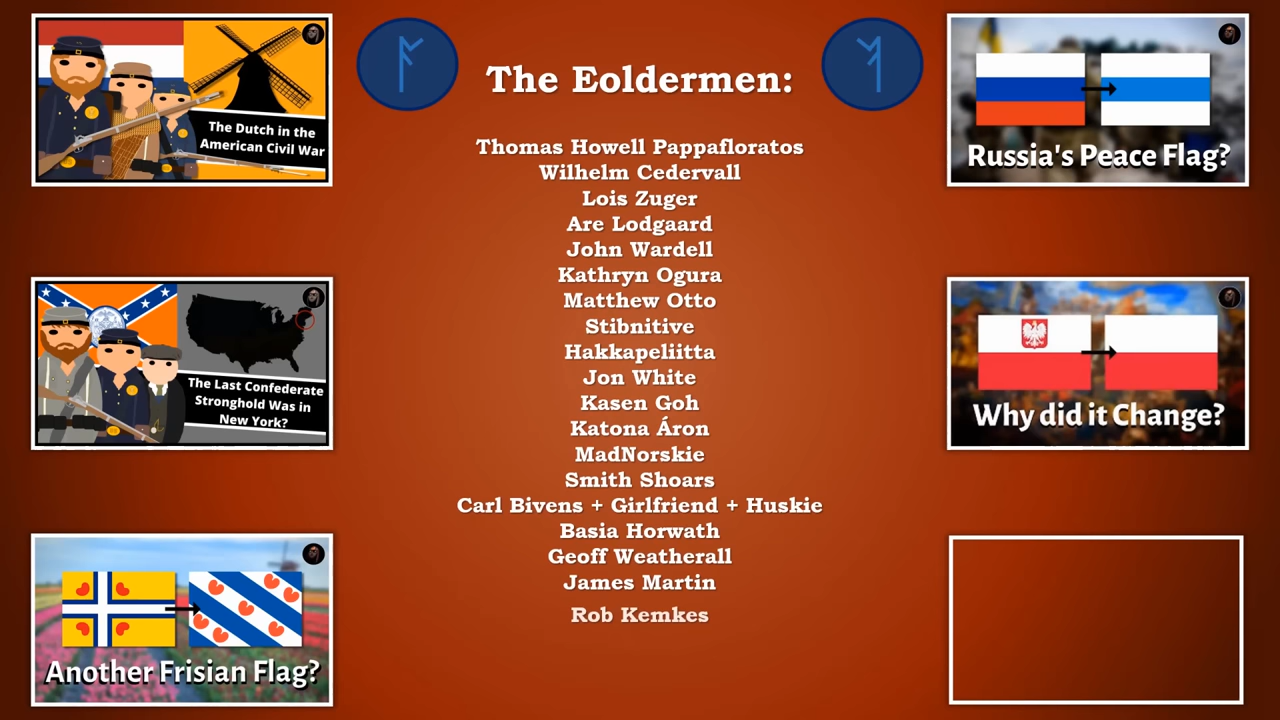 The Dutch in the
American Civil War
The Last Confederate
Stronghold Was in
New York?
Another Frisian Flag?
ᚩ
The Eoldermen:
Thomas Howell Pappafloratos
Wilhelm Cedervall
Lois Zuger
Are Lodgaard
John Wardell
Kathryn Ogura
Matthew Otto
Stibnitive
Hakkapeliitta
Jon White
Kasen Goh
Katona Áron
MadNorskie
Smith Shoars
Carl Bivens + Girlfriend + Huskie
Basia Horwath
Geoff Weatherall
James Martin
Rob Kemkes
Russia's Peace Flag?
Why did it Change?